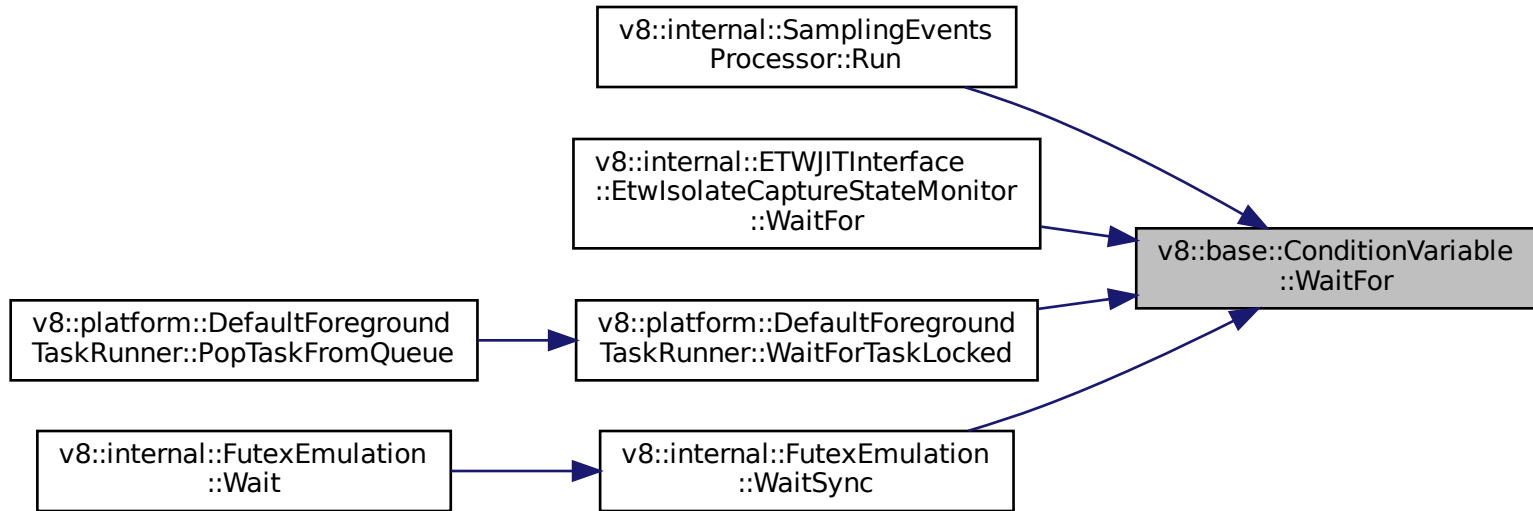 v8::internal::SamplingEvents
Processor::Run
v8::internal::ETWJITInterface
::EtwIsolateCaptureStateMonitor
::WaitFor
v8::base::ConditionVariable
::WaitFor
v8::platform::DefaultForeground
TaskRunner::PopTaskFromQueue
v8::platform::DefaultForeground
TaskRunner::WaitForTaskLocked
v8::internal::FutexEmulation
::Wait
v8::internal::FutexEmulation
::WaitSync